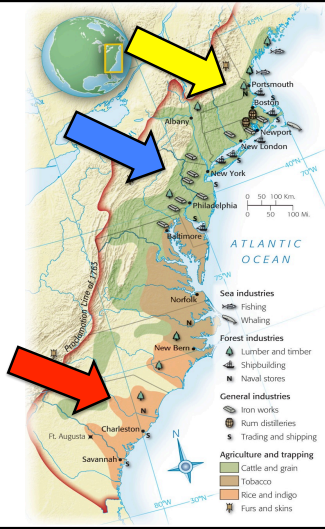 45°N
Portsmouth
Boston
Albany
Newport
New London
New York
40°N
70°W
0 50 100 Km.
0 50 100 Mi.
Philadelphia
Baltimore
ATLANTIC
OCEAN
Proclamation Line of 1763
75°W
Norfolk
Sea industries
Fishing
Whaling
Forest industries
Lumber and timber
Shipbuilding
N Naval stores
General industries
Iron works
Rum distilleries
S Trading and shipping
Agriculture and trapping
Cattle and grain
Tobacco
Rice and indigo
Furs and skins
New Bern
N
N
Charleston
S
Ft. Augusta
Savannah
S
N
80°W
30°N